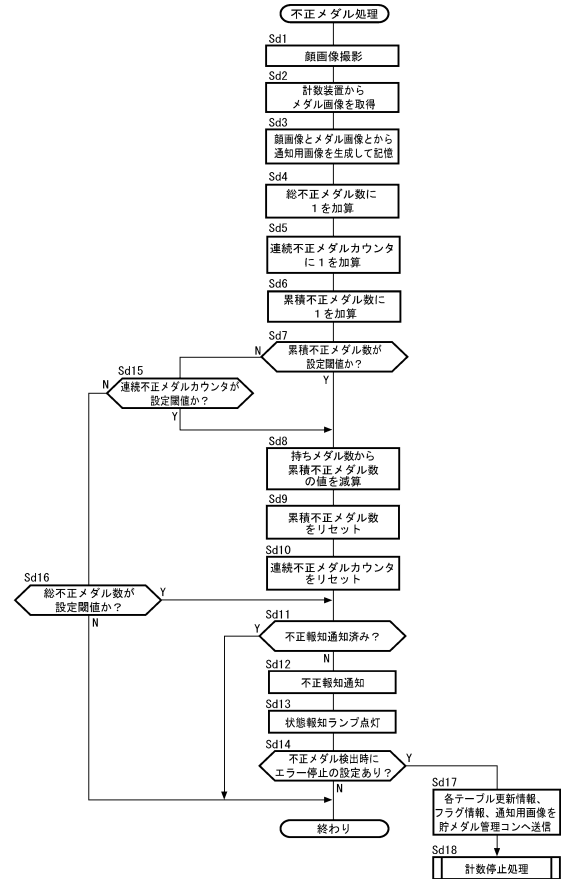 不正メダル処理
Sd1
顔画像撮影
Sd2
計数装置から
メダル画像を取得
Sd3
顔画像とメダル画像とから
通知用画像を生成して記憶
Sd4
総不正メダル数に
1を加算
Sd5
連続不正メダルカウンタ
に1を加算
Sd6
累積不正メダル数に
1を加算
Sd7
累積不正メダル数が
設定閾値か?
N
Y
Sd15
連続不正メダルカウンタが
設定閾値か?
N
Y
Sd8
持ちメダル数から
累積不正メダル数
の値を減算
Sd9
累積不正メダル数
をリセット
Sd10
連続不正メダルカウンタ
をリセット
Sd16
総不正メダル数が
設定閾値か?
Y
N
Sd11
不正報知通知済み?
Y
N
Sd12
不正報知通知
Sd13
状態報知ランプ点灯
Sd14
不正メダル検出時に
エラー停止の設定あり?
Y
N
Sd17
各テーブル更新情報、
フラグ情報、通知用画像を
貯メダル管理コンへ送信
Sd18
計数停止処理
終わり